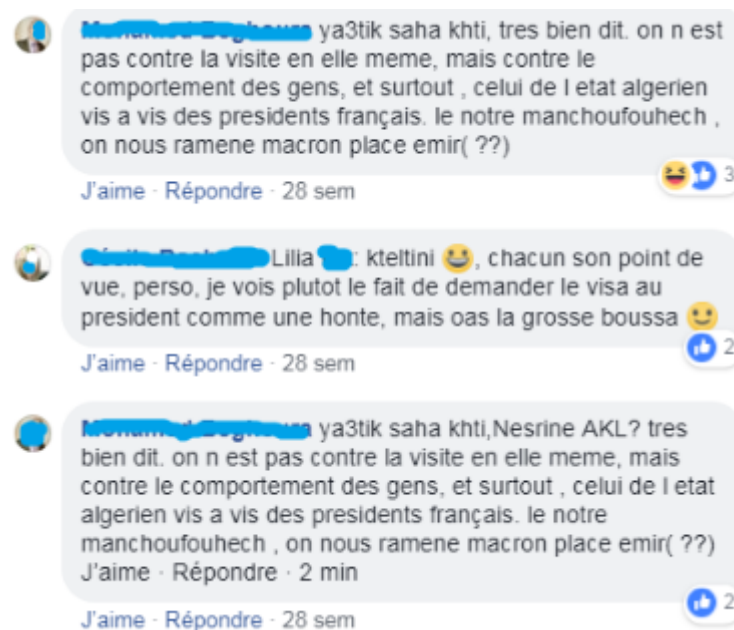 ya3tik saha khti, tres bien dit. on n est
pas contre la visite en elle meme, mais contre le
comportement des gens, et surtout , celui de l etat algerien
vis a vis des presidents français. le notre manchoufouhech ,
on nous ramene macron place emir( ??)
3
J'aime · Répondre · 28 sem
Lilia : kteltini 😀, chacun son point de
vue, perso, je vois plutot le fait de demander le visa au
president comme une honte, mais oas la grosse boussa 🙂
2
J'aime · Répondre · 28 sem
ya3tik saha khti,Nesrine AKL? tres
bien dit. on n est pas contre la visite en elle meme, mais
contre le comportement des gens, et surtout , celui de l etat
algerien vis a vis des presidents français. le notre
manchoufouhech , on nous ramene macron place emir( ??)
J'aime · Répondre · 2 min
2
J'aime · Répondre · 28 sem